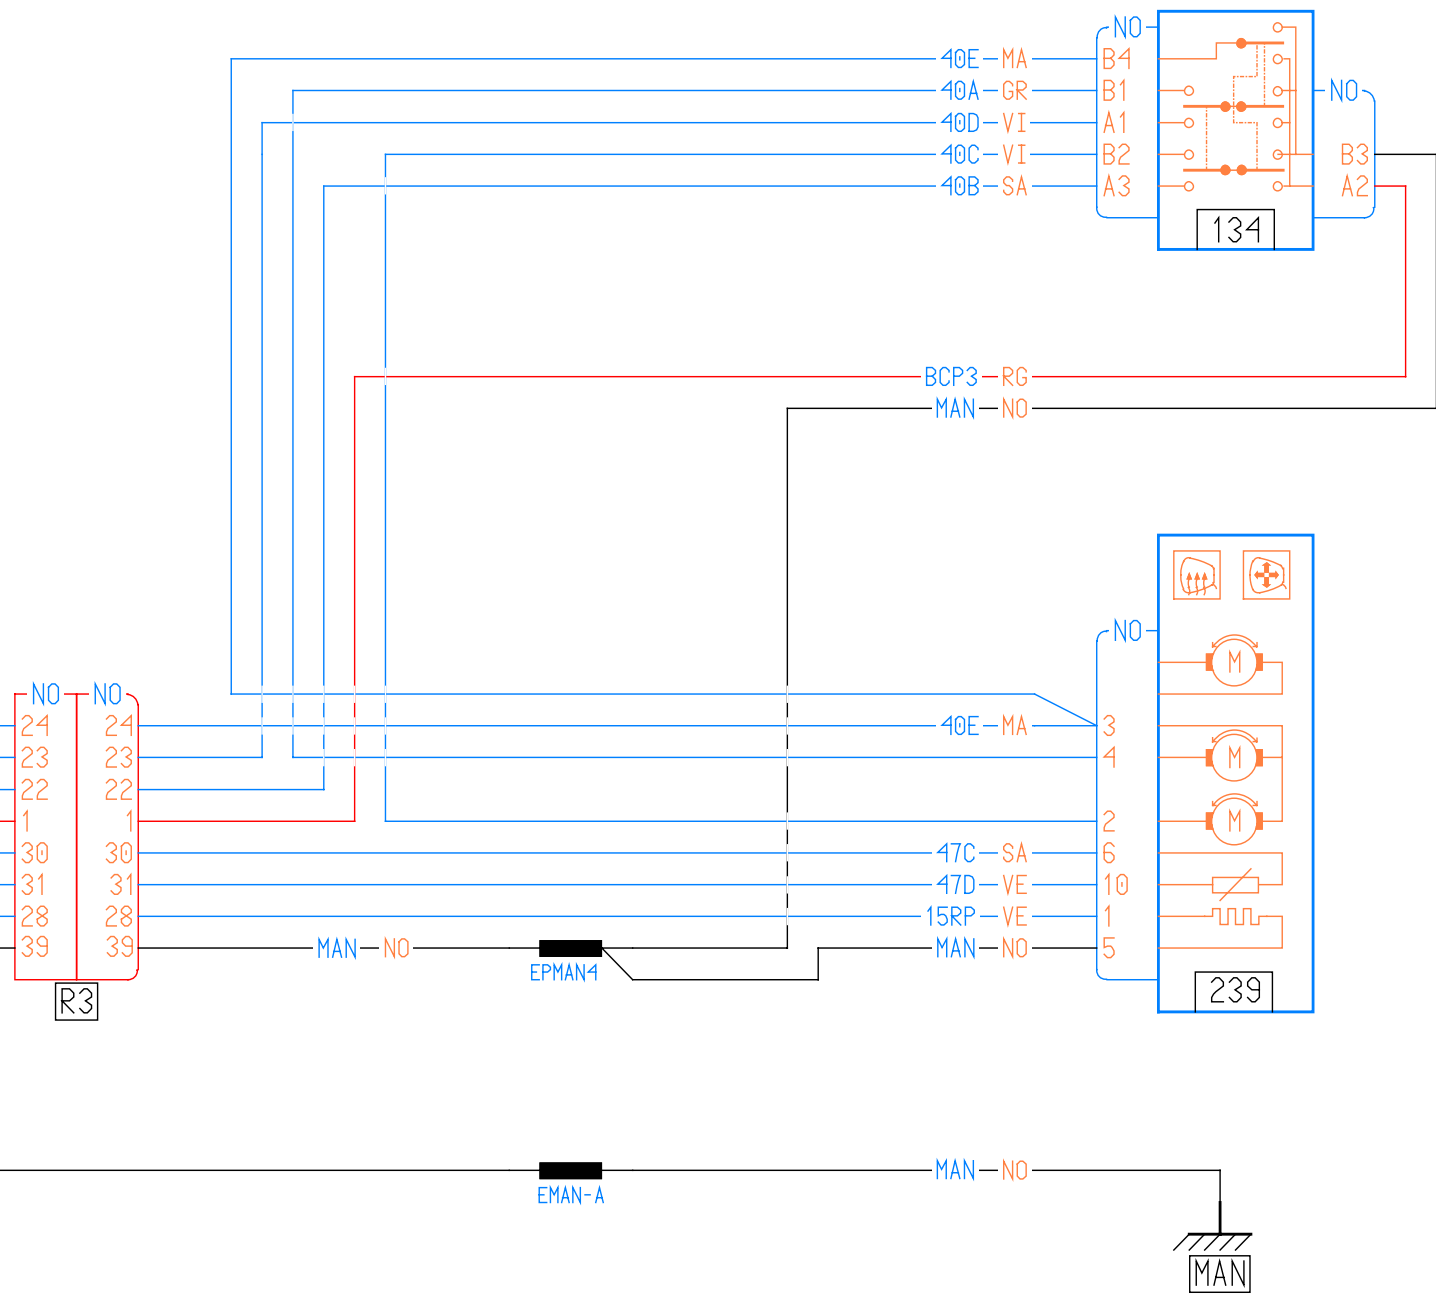 NO
40E MA B4
40A GR B1 NO
40D VI A1
40C VI B2 B3
40B SA A3 A2
134
BCP3 RG
MAN NO
NO
M
NO NO
24 24 40E MA 3
23 23 4 M
22 22
1 1 2 M
30 30 47C SA 6
31 31 47D VE 10
28 28 15RP VE 1
39 39 MAN NO MAN NO 5
EPMAN4
R3 239
MAN NO
EMAN-A
MAN